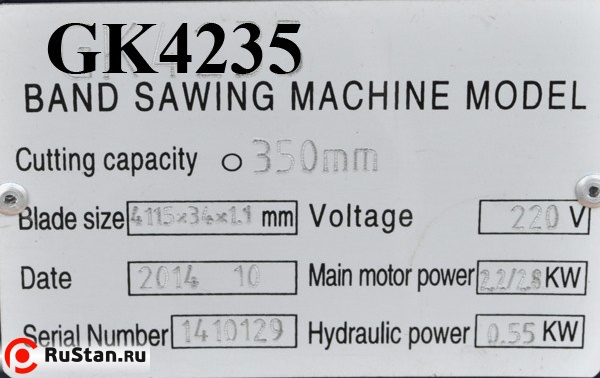 GK4235
BAND SAWING MACHINE MODEL
Cutting capacity ○ 350mm
Blade size 4115×34×1.1 mm Voltage 220 V
Date 2014 10 Main motor power 2.2/2.8 KW
Serial Number 1410129 Hydraulic power 0.55 KW
RuStan.ru